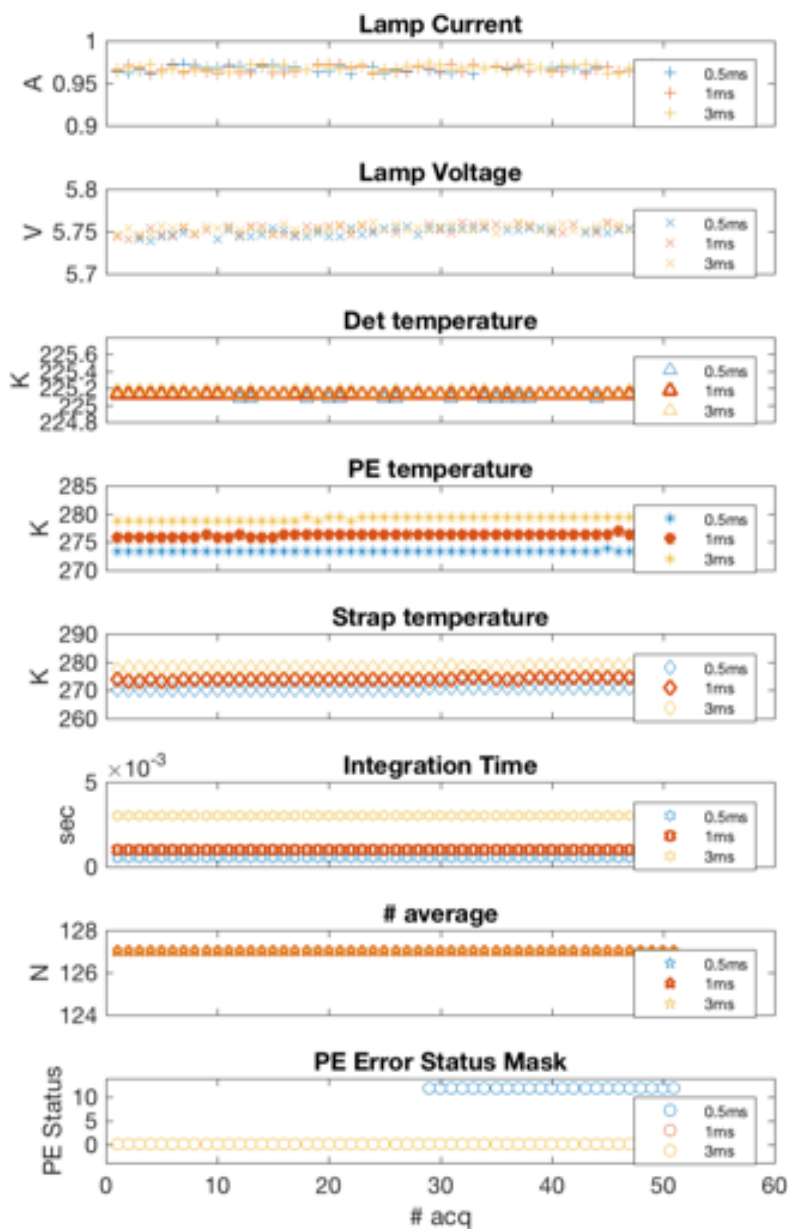 Lamp Current
1
0.95
0.9
A
0.5ms
1ms
3ms
Lamp Voltage
5.8
5.75
5.7
V
0.5ms
1ms
3ms
Det temperature
225.6
225.4
225.2
225
224.8
K
0.5ms
1ms
3ms
PE temperature
285
280
275
270
K
0.5ms
1ms
3ms
Strap temperature
290
280
270
260
K
0.5ms
1ms
3ms
Integration Time
×10⁻³
5
0
sec
0.5ms
1ms
3ms
# average
128
126
124
N
0.5ms
1ms
3ms
PE Error Status Mask
10
5
0
PE Status
0.5ms
1ms
3ms
0 10 20 30 40 50 60
# acq